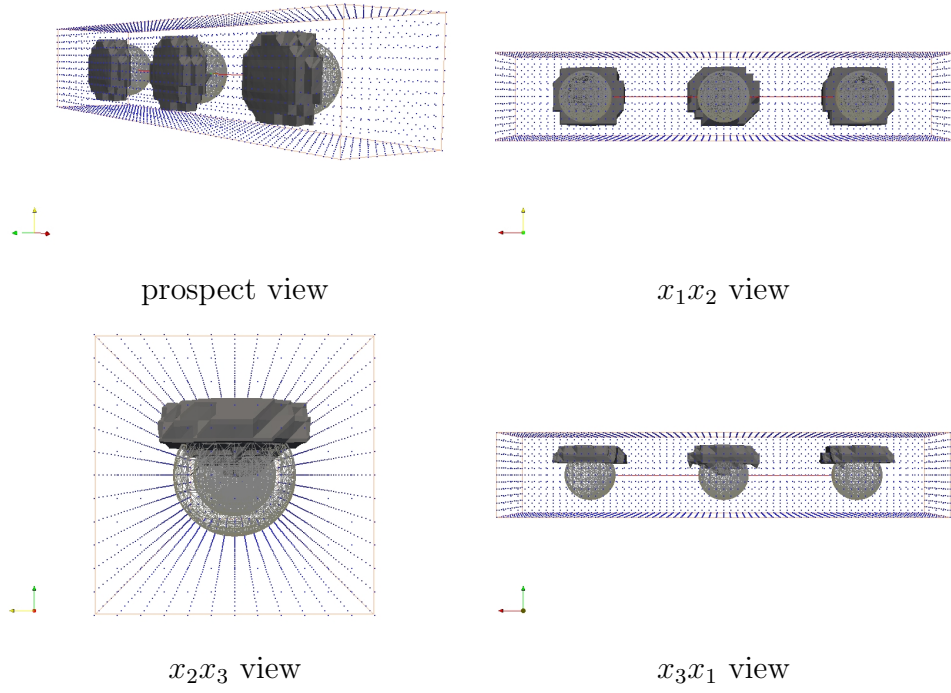 prospect view
x₁x₂ view
x₂x₃ view
x₃x₁ view